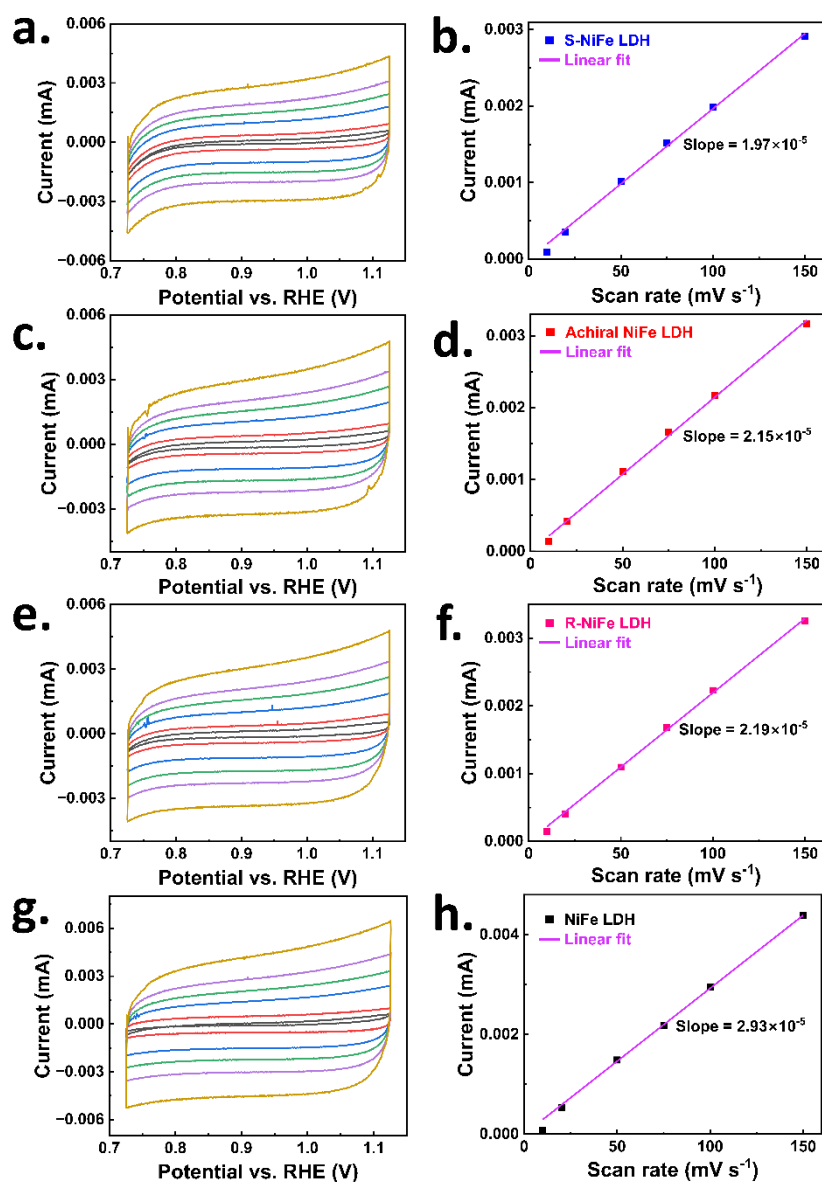 a.
0.006
0.003
0.000
−0.003
−0.006
Current (mA)
0.7 0.8 0.9 1.0 1.1
Potential vs. RHE (V)
b.
0.003
0.002
0.001
0.000
Current (mA)
S-NiFe LDH
Linear fit
Slope = 1.97×10⁻⁵
50 100 150
Scan rate (mV s⁻¹)
c.
0.006
0.003
0.000
−0.003
Current (mA)
0.7 0.8 0.9 1.0 1.1
Potential vs. RHE (V)
d.
0.003
0.002
0.001
0.000
Current (mA)
Achiral NiFe LDH
Linear fit
Slope = 2.15×10⁻⁵
50 100 150
Scan rate (mV s⁻¹)
e.
0.006
0.003
0.000
−0.003
Current (mA)
0.7 0.8 0.9 1.0 1.1
Potential vs. RHE (V)
f.
0.003
0.002
0.001
0.000
Current (mA)
R-NiFe LDH
Linear fit
Slope = 2.19×10⁻⁵
50 100 150
Scan rate (mV s⁻¹)
g.
0.006
0.003
0.000
−0.003
−0.006
Current (mA)
0.7 0.8 0.9 1.0 1.1
Potential vs. RHE (V)
h.
0.004
0.002
0.000
Current (mA)
NiFe LDH
Linear fit
Slope = 2.93×10⁻⁵
50 100 150
Scan rate (mV s⁻¹)